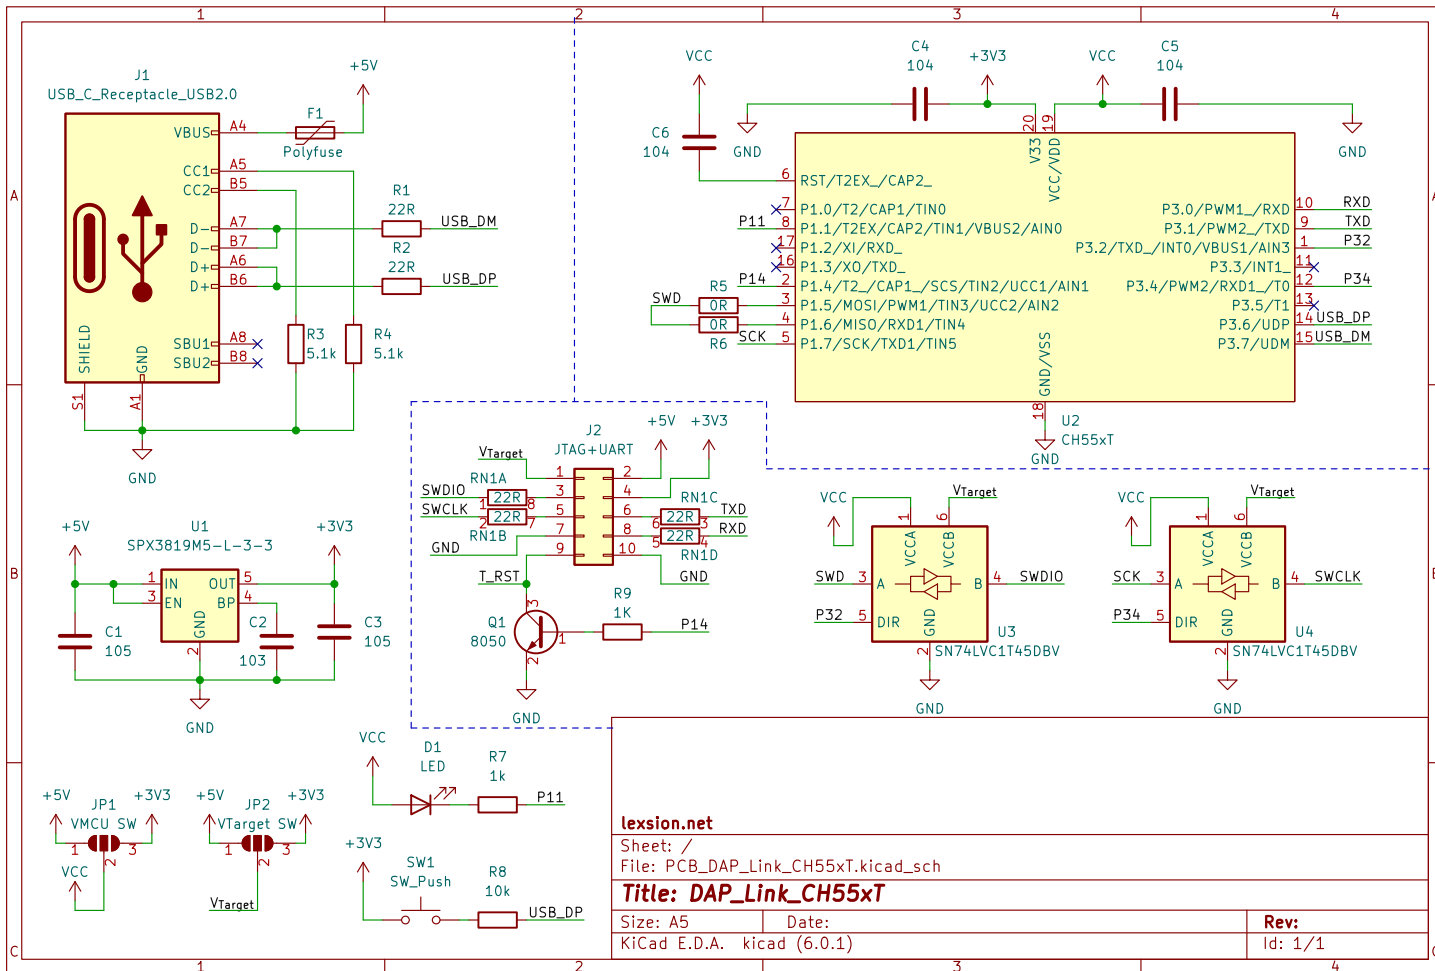 1 2 3 4
A
B
C
A
B
C
1 2 3 4
J1
USB_C_Receptacle_USB2.0
+5V
F1
Polyfuse
VBUS A4
CC1 A5
CC2 B5
D- A7
D- B7
D+ A6
D+ B6
SBU1 A8
SBU2 B8
SHIELD
GND
S1
A1
GND
R1
22R
USB_DM
R2
22R
USB_DP
R3
5.1k
R4
5.1k
VCC
C6
104
GND
C4
104
+3V3
VCC
C5
104
GND
20
19
V33
VCC/VDD
6 RST/T2EX_/CAP2_
7 P1.0/T2/CAP1/TIN0
P11 8 P1.1/T2EX/CAP2/TIN1/VBUS2/AIN0
17 P1.2/XI/RXD_
16 P1.3/XO/TXD_
P14 2 P1.4/T2_/CAP1_/SCS/TIN2/UCC1/AIN1
R5
SWD 0R 3 P1.5/MOSI/PWM1/TIN3/UCC2/AIN2
0R 4 P1.6/MISO/RXD1/TIN4
R6
SCK 5 P1.7/SCK/TXD1/TIN5
P3.0/PWM1_/RXD 10 RXD
P3.1/PWM2_/TXD 9 TXD
P3.2/TXD_/INT0/VBUS1/AIN3 1 P32
P3.3/INT1_ 11
P3.4/PWM2/RXD1_/T0 12 P34
P3.5/T1 13
P3.6/UDP 14 USB_DP
P3.7/UDM 15 USB_DM
GND/VSS
18
U2
CH55xT
GND
J2
JTAG+UART
+5V
+3V3
VTarget
1 2
RN1A
SWDIO 1 22R 8 3 4
SWCLK 2 22R 7 5 6
RN1B
RN1C
6 22R 3 TXD
5 22R 4 RXD
RN1D
7 8
GND
9 10
GND
T_RST
3
Q1
8050
1
2
GND
R9
1K
P14
VCC
VTarget
1
6
VCCA
VCCB
SWD 3 A
B 4 SWDIO
P32 5 DIR
GND
2
U3
SN74LVC1T45DBV
GND
VCC
VTarget
1
6
VCCA
VCCB
SCK 3 A
B 4 SWCLK
P34 5 DIR
GND
2
U4
SN74LVC1T45DBV
GND
+5V
U1
SPX3819M5-L-3-3
+3V3
1 IN OUT 5
3 EN BP 4
GND
2
C1
105
C2
103
C3
105
GND
VCC
D1
LED
R7
1k
P11
+5V
JP1
VMCU SW
+3V3
1 2 3
VCC
+5V
JP2
VTarget SW
+3V3
1 2 3
VTarget
+3V3
SW1
SW_Push
R8
10k
USB_DP
lexsion.net
Sheet: /
File: PCB_DAP_Link_CH55xT.kicad_sch
Title: DAP_Link_CH55xT
Size: A5 Date: Rev:
KiCad E.D.A. kicad (6.0.1) Id: 1/1